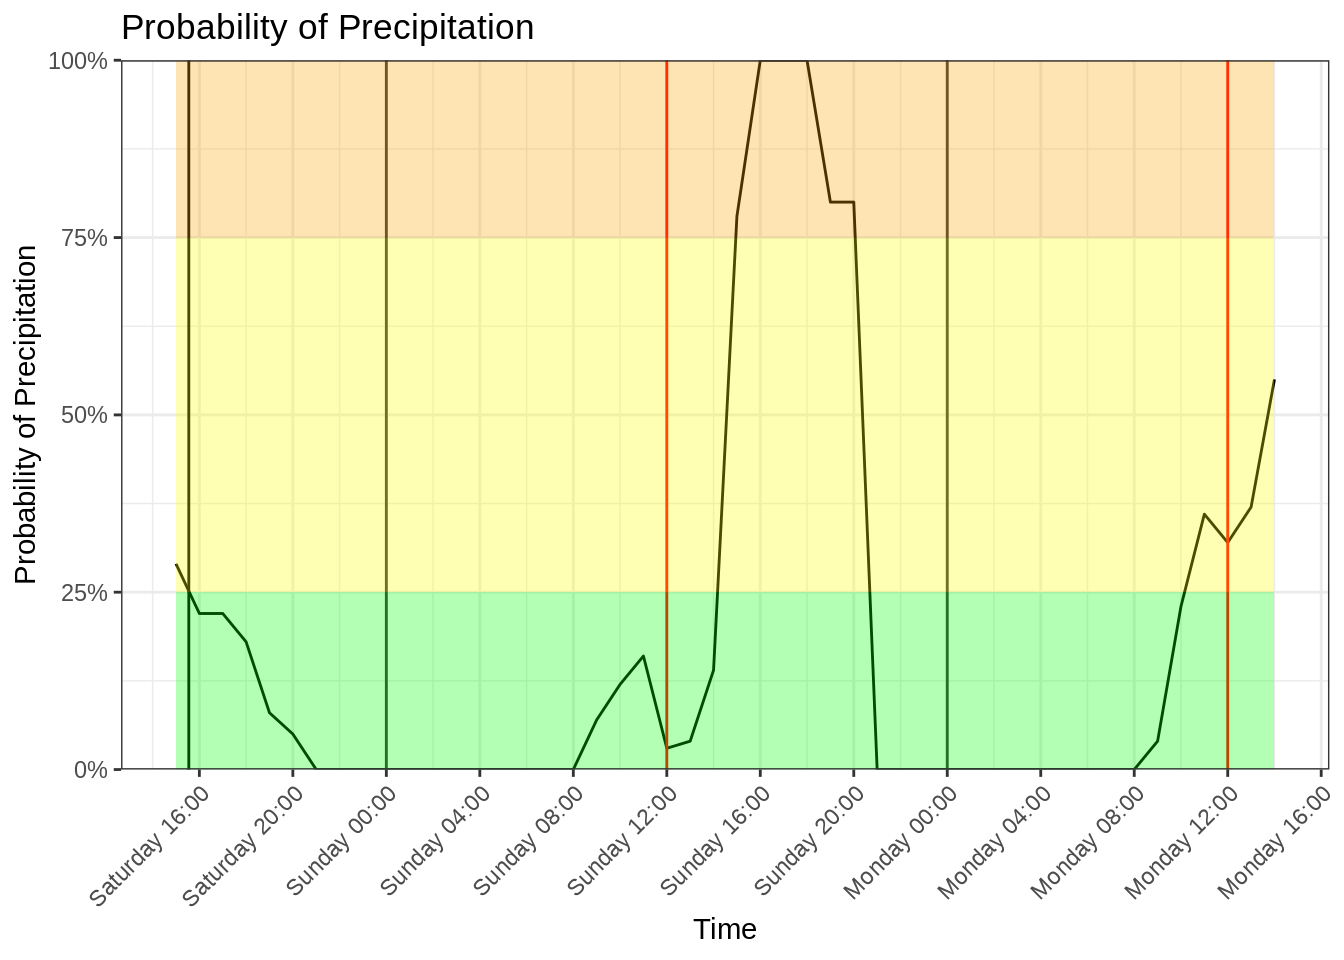 Probability of Precipitation
Probability of Precipitation
100%
75%
50%
25%
0%
Saturday 16:00
Saturday 20:00
Sunday 00:00
Sunday 04:00
Sunday 08:00
Sunday 12:00
Sunday 16:00
Sunday 20:00
Monday 00:00
Monday 04:00
Monday 08:00
Monday 12:00
Monday 16:00
Time